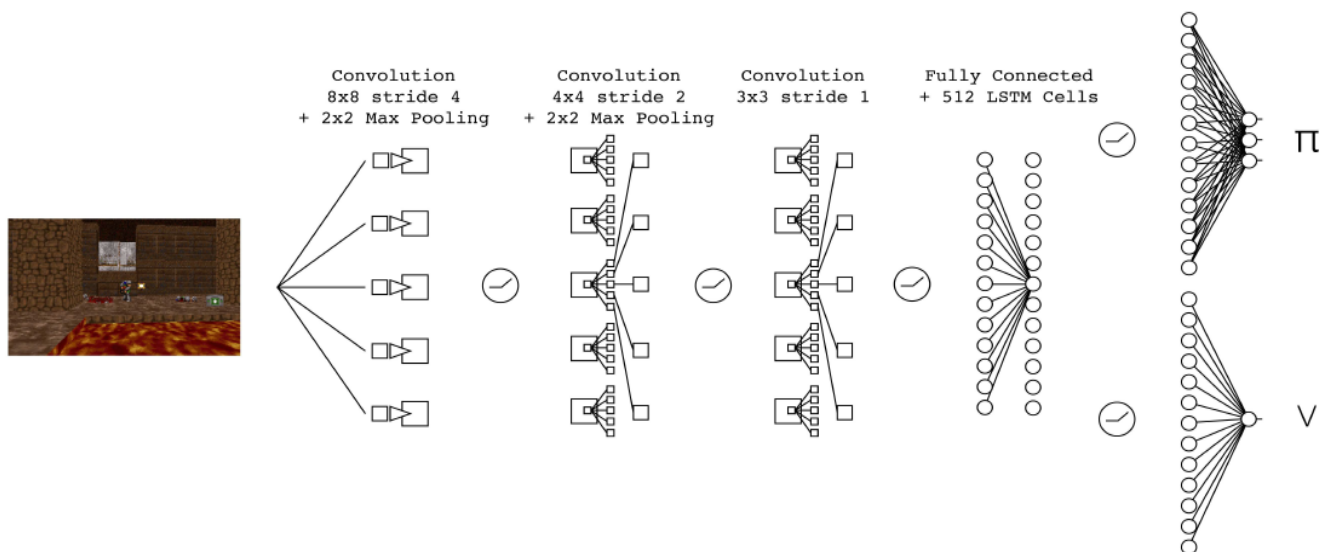 Convolution
8x8 stride 4
+ 2x2 Max Pooling
Convolution
4x4 stride 2
+ 2x2 Max Pooling
Convolution
3x3 stride 1
Fully Connected
+ 512 LSTM Cells
π
V